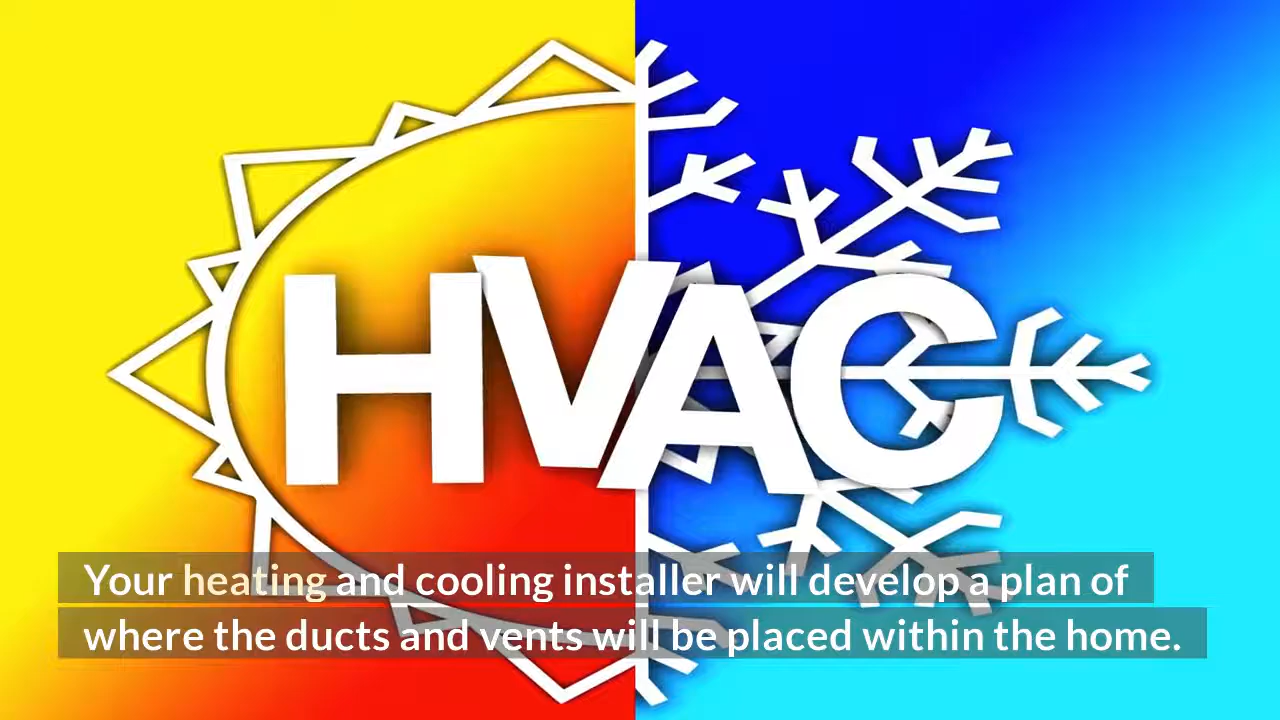 HVAC
Your heating and cooling installer will develop a plan of
where the ducts and vents will be placed within the home.